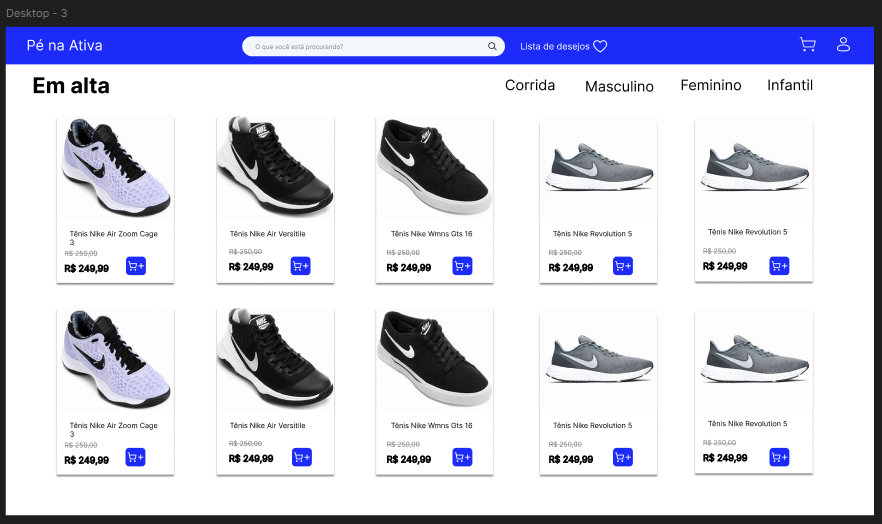 Desktop - 3
Pé na Ativa
O que você está procurando?
Lista de desejos
Em alta
Corrida
Masculino
Feminino
Infantil
NIKE
NIKE
Tênis Nike Air Zoom Cage
3
R$ 250,00
R$ 249,99
Tênis Nike Air Versitile
R$ 250,00
R$ 249,99
Tênis Nike Wmns Gts 16
R$ 250,00
R$ 249,99
Tênis Nike Revolution 5
R$ 250,00
R$ 249,99
Tênis Nike Revolution 5
R$ 250,00
R$ 249,99
NIKE
NIKE
Tênis Nike Air Zoom Cage
3
R$ 250,00
R$ 249,99
Tênis Nike Air Versitile
R$ 250,00
R$ 249,99
Tênis Nike Wmns Gts 16
R$ 250,00
R$ 249,99
Tênis Nike Revolution 5
R$ 250,00
R$ 249,99
Tênis Nike Revolution 5
R$ 250,00
R$ 249,99